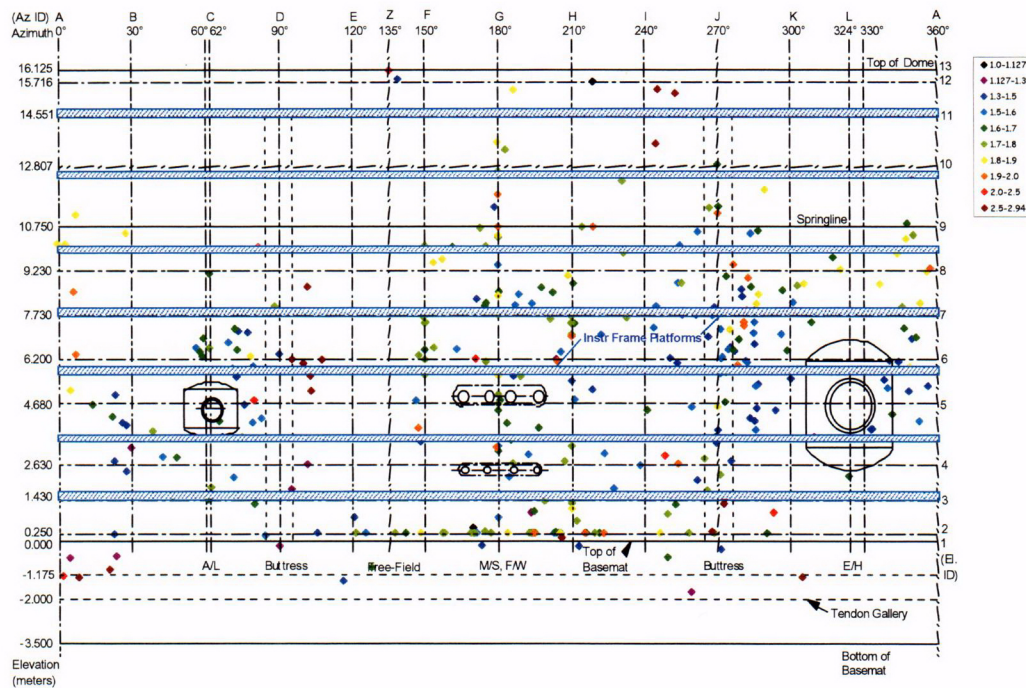 (Az. ID) A B C D E Z F G H I J K L A
Azimuth 0° 30° 60° 62° 90° 120° 135° 150° 180° 210° 240° 270° 300° 324° 330° 360°
16.125 Top of Dome 13
15.716 12
14.551 11
12.807 10
10.750 Springline 9
9.230 8
7.730 7
Instr Frame Platforms
6.200 6
4.680 5
2.630 4
1.430 3
0.250 2
0.000 1
Top of
Basemat
(El.
ID)
A/L Buttress Free-Field M/S, F/W Buttress E/H
-1.175
-2.000 Tendon Gallery
-3.500
Elevation
(meters)
Bottom of
Basemat
1.0-1.127
1.127-1.3
1.3-1.5
1.5-1.6
1.6-1.7
1.7-1.8
1.8-1.9
1.9-2.0
2.0-2.5
2.5-2.94